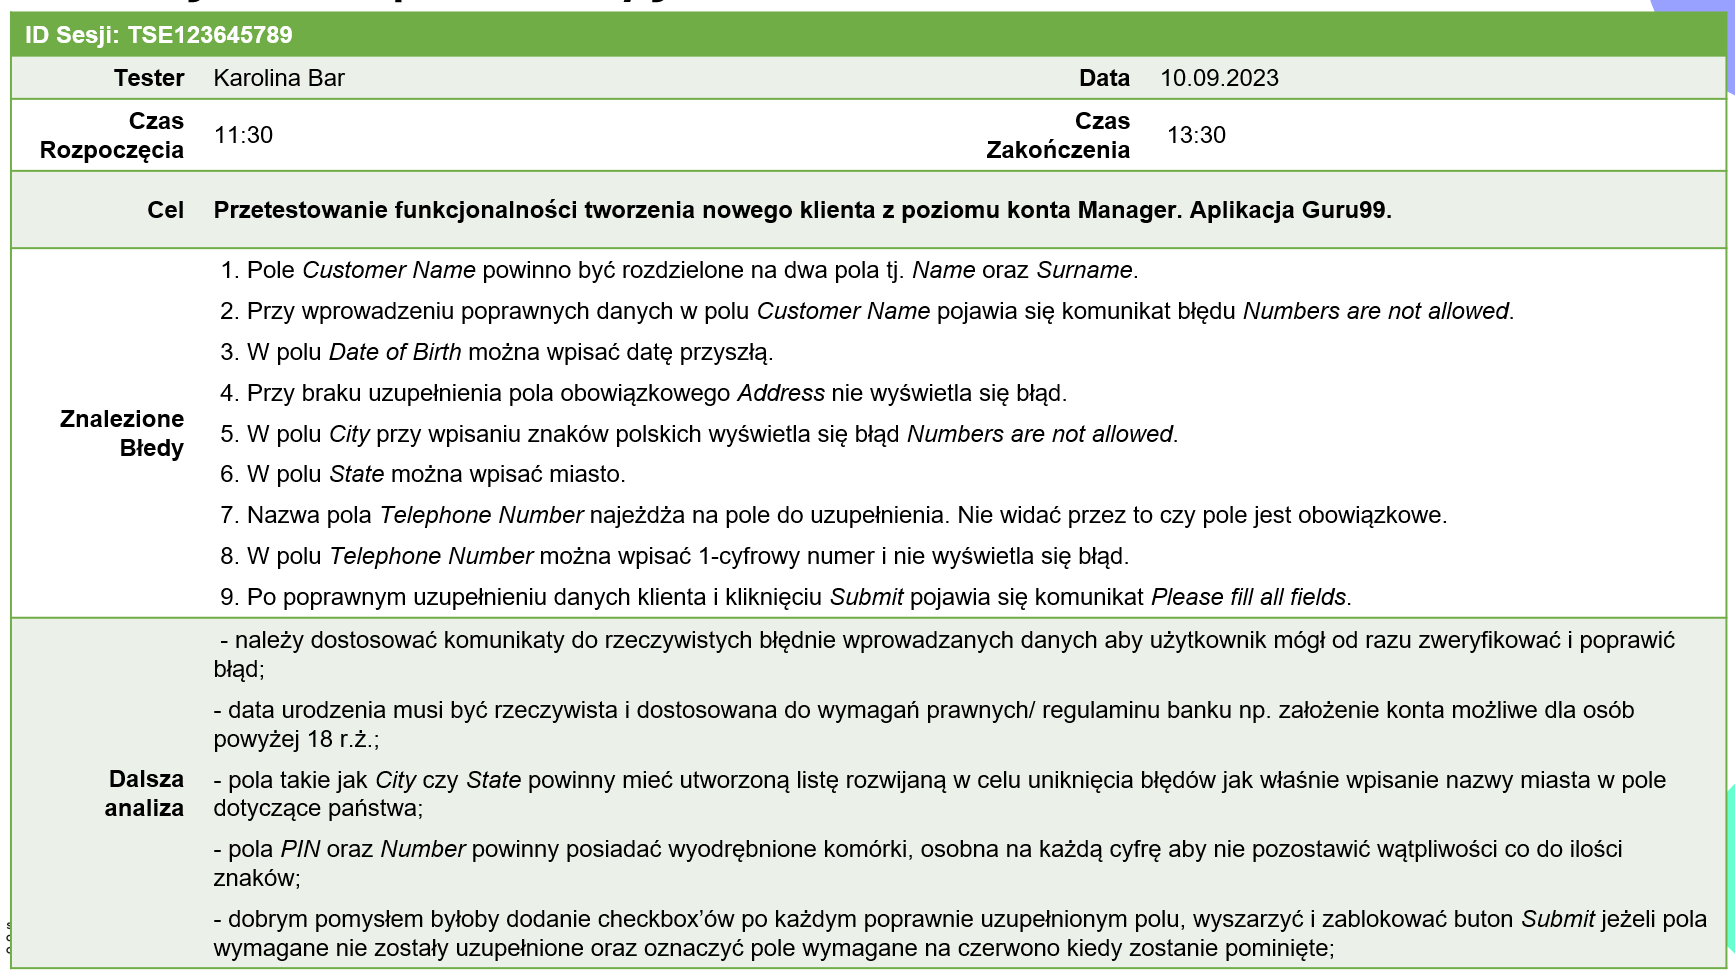 ID Sesji: TSE123645789
Tester Karolina Bar Data 10.09.2023
Czas Rozpoczęcia 11:30 Czas Zakończenia 13:30
Cel Przetestowanie funkcjonalności tworzenia nowego klienta z poziomu konta Manager. Aplikacja Guru99.
Znalezione
Błedy
1. Pole Customer Name powinno być rozdzielone na dwa pola tj. Name oraz Surname.
2. Przy wprowadzeniu poprawnych danych w polu Customer Name pojawia się komunikat błędu Numbers are not allowed.
3. W polu Date of Birth można wpisać datę przyszłą.
4. Przy braku uzupełnienia pola obowiązkowego Address nie wyświetla się błąd.
5. W polu City przy wpisaniu znaków polskich wyświetla się błąd Numbers are not allowed.
6. W polu State można wpisać miasto.
7. Nazwa pola Telephone Number najeżdża na pole do uzupełnienia. Nie widać przez to czy pole jest obowiązkowe.
8. W polu Telephone Number można wpisać 1-cyfrowy numer i nie wyświetla się błąd.
9. Po poprawnym uzupełnieniu danych klienta i kliknięciu Submit pojawia się komunikat Please fill all fields.
Dalsza
analiza
- należy dostosować komunikaty do rzeczywistych błędnie wprowadzanych danych aby użytkownik mógł od razu zweryfikować i poprawić
błąd;
- data urodzenia musi być rzeczywista i dostosowana do wymagań prawnych/ regulaminu banku np. założenie konta możliwe dla osób
powyżej 18 r.ż.;
- pola takie jak City czy State powinny mieć utworzoną listę rozwijaną w celu uniknięcia błędów jak właśnie wpisanie nazwy miasta w pole
dotyczące państwa;
- pola PIN oraz Number powinny posiadać wyodrębnione komórki, osobna na każdą cyfrę aby nie pozostawić wątpliwości co do ilości
znaków;
- dobrym pomysłem byłoby dodanie checkbox’ów po każdym poprawnie uzupełnionym polu, wyszarzyć i zablokować buton Submit jeżeli pola
wymagane nie zostały uzupełnione oraz oznaczyć pole wymagane na czerwono kiedy zostanie pominięte;